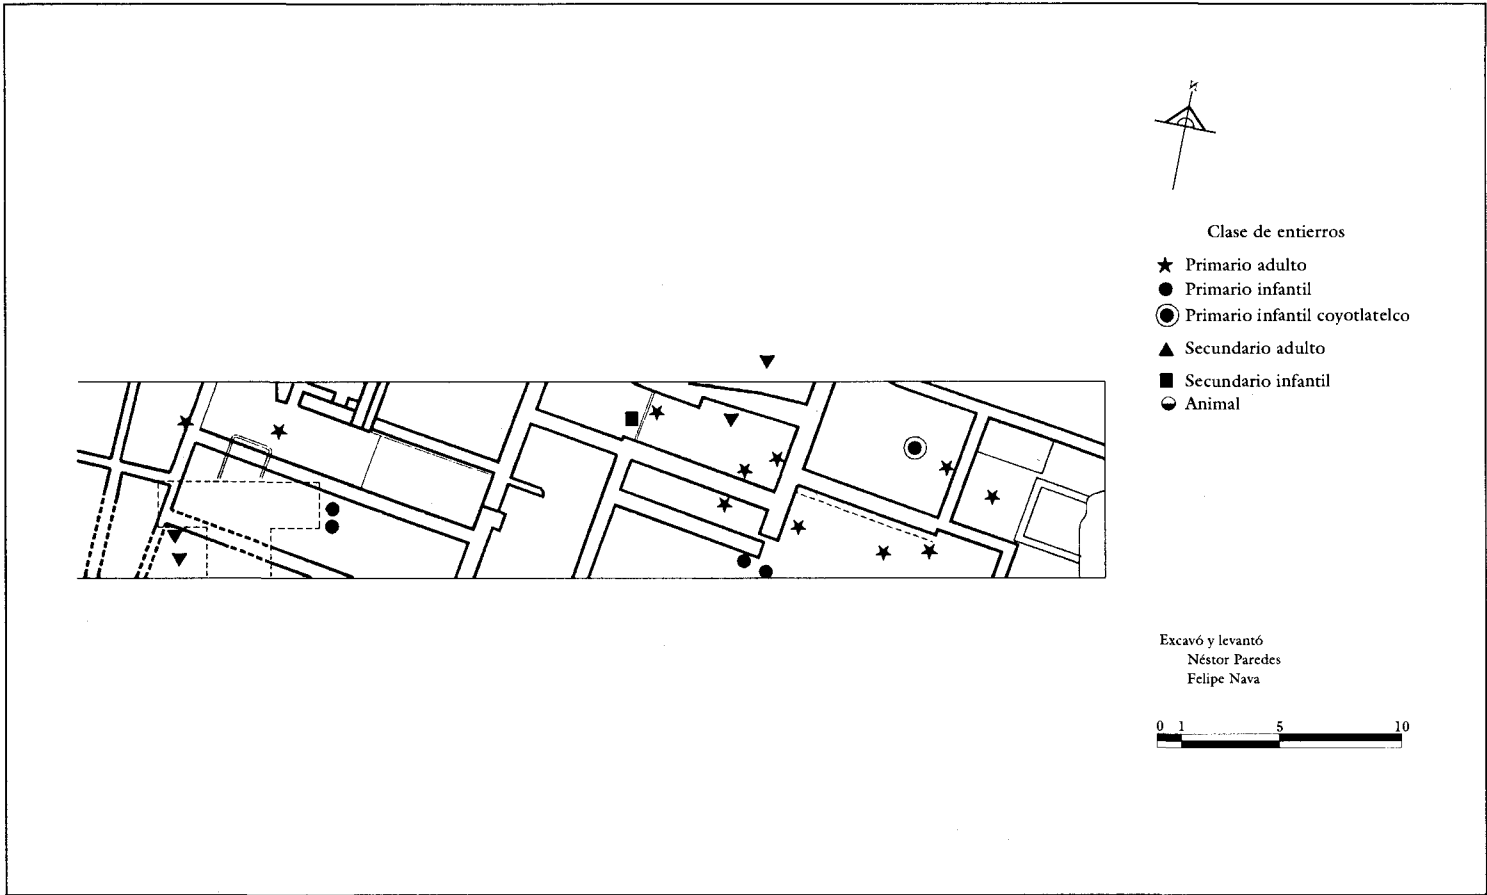 N
Clase de entierros
Primario adulto
Primario infantil
Primario infantil coyotlatelco
Secundario adulto
Secundario infantil
Animal
Excavó y levantó
Néstor Paredes
Felipe Nava
0 1 5 10